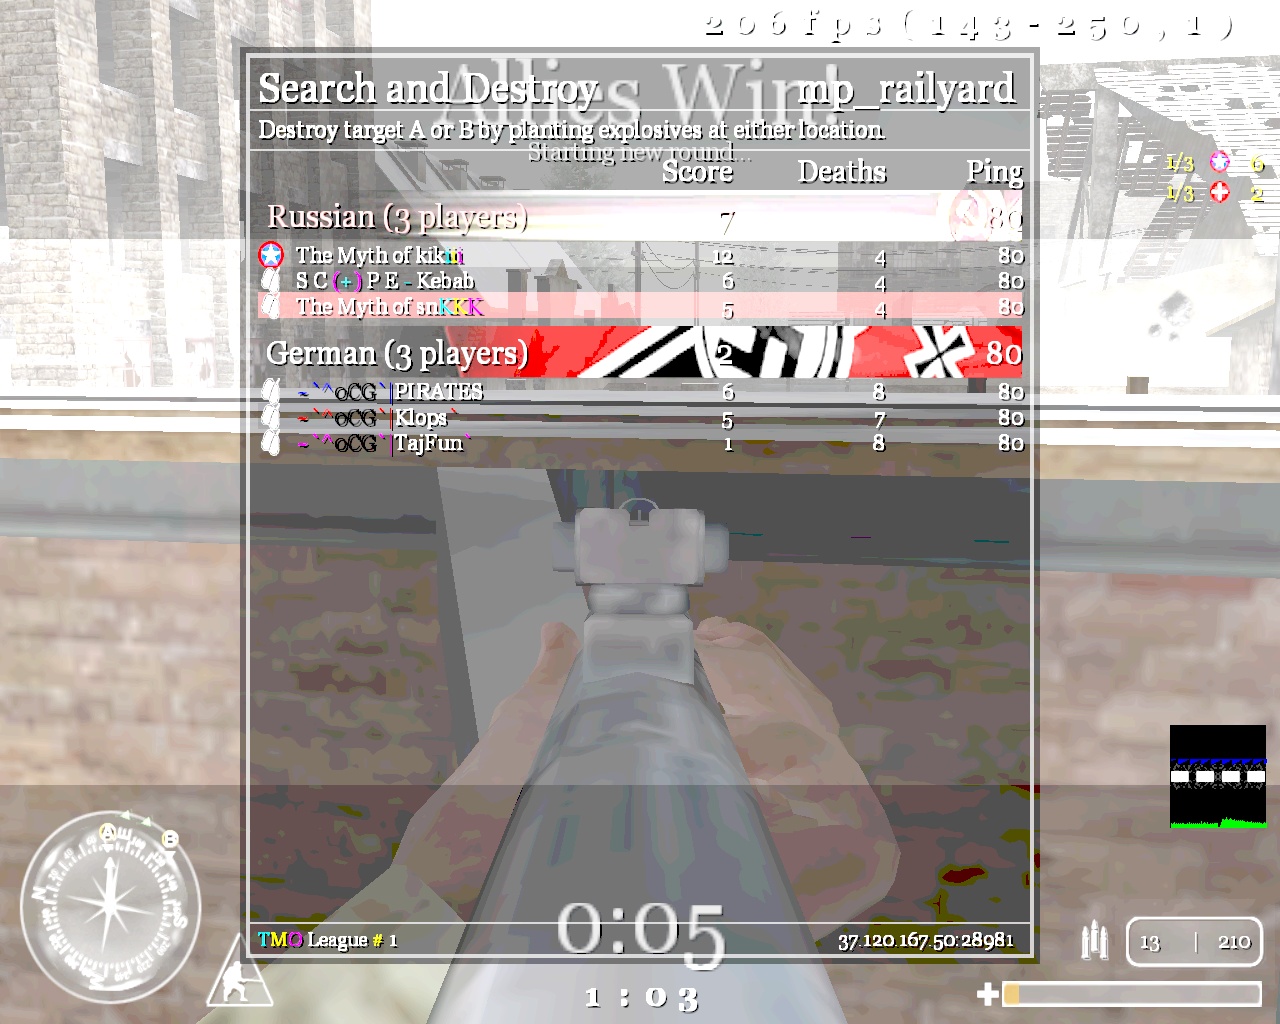 206fps(143-250,1)
Allies Win!
Search and Destroy mp_railyard
Destroy target A or B by planting explosives at either location.
Starting new round...
Score Deaths Ping
1/3 6
1/3 2
Russian (3 players) 7 80
The Myth of kikiii 12 4 80
S C (+) P E - Kebab 6 4 80
The Myth of snKKK 5 4 80
German (3 players) 2 80
~`^oCG`|PIRATES 6 8 80
~`^oCG`|Klops` 5 7 80
~`^oCG`|TajFun` 1 8 80
A B
N S
0:05
TMO League # 1 37.120.167.50:28981
13 | 210
1:03